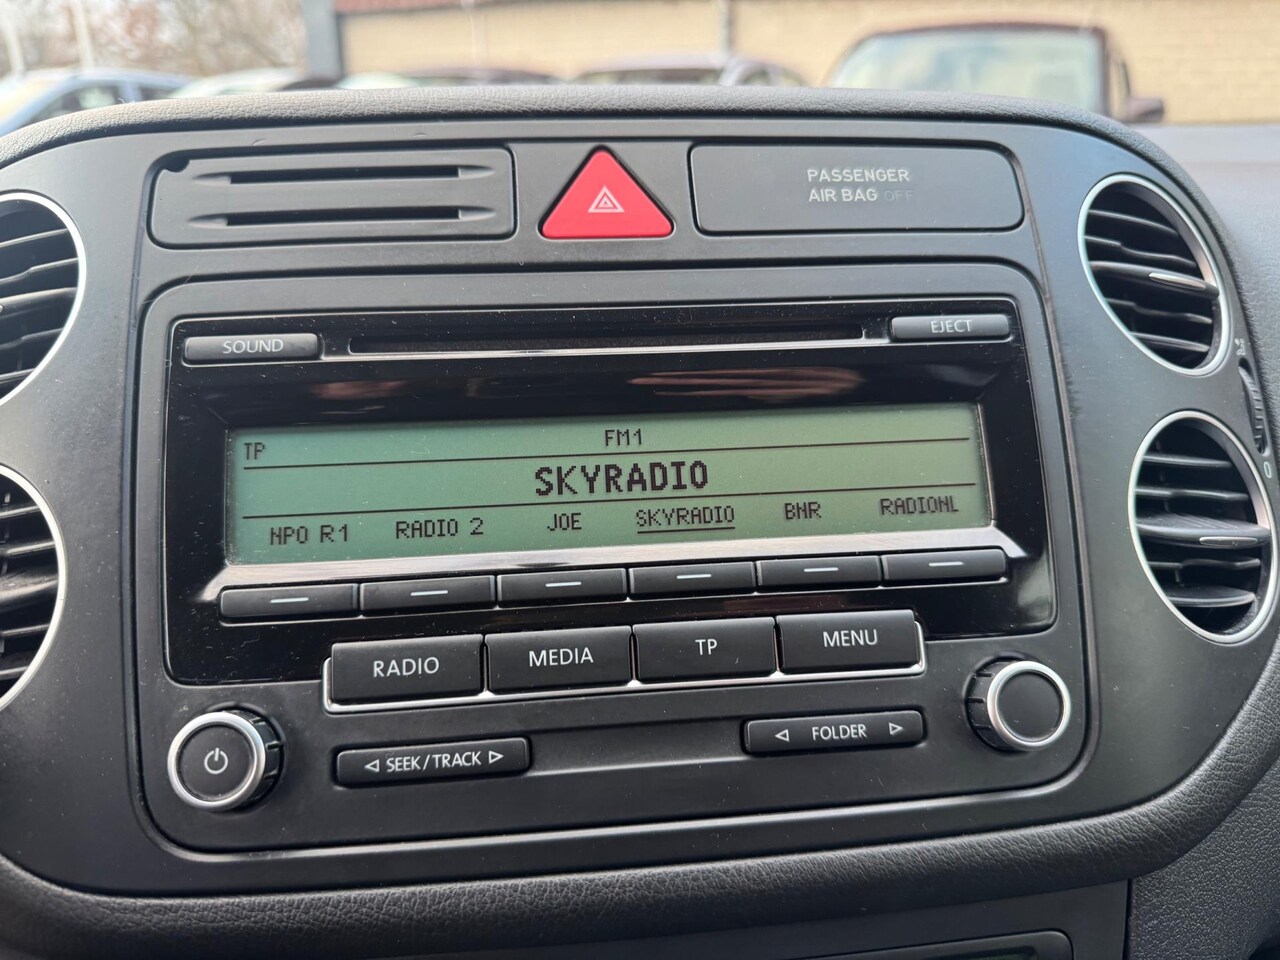 PASSENGER
AIR BAG OFF
SOUND
EJECT
TP
FM1
SKYRADIO
NPO R1 RADIO 2 JOE SKYRADIO BNR RADIONL
RADIO MEDIA TP MENU
SEEK/TRACK
FOLDER
0